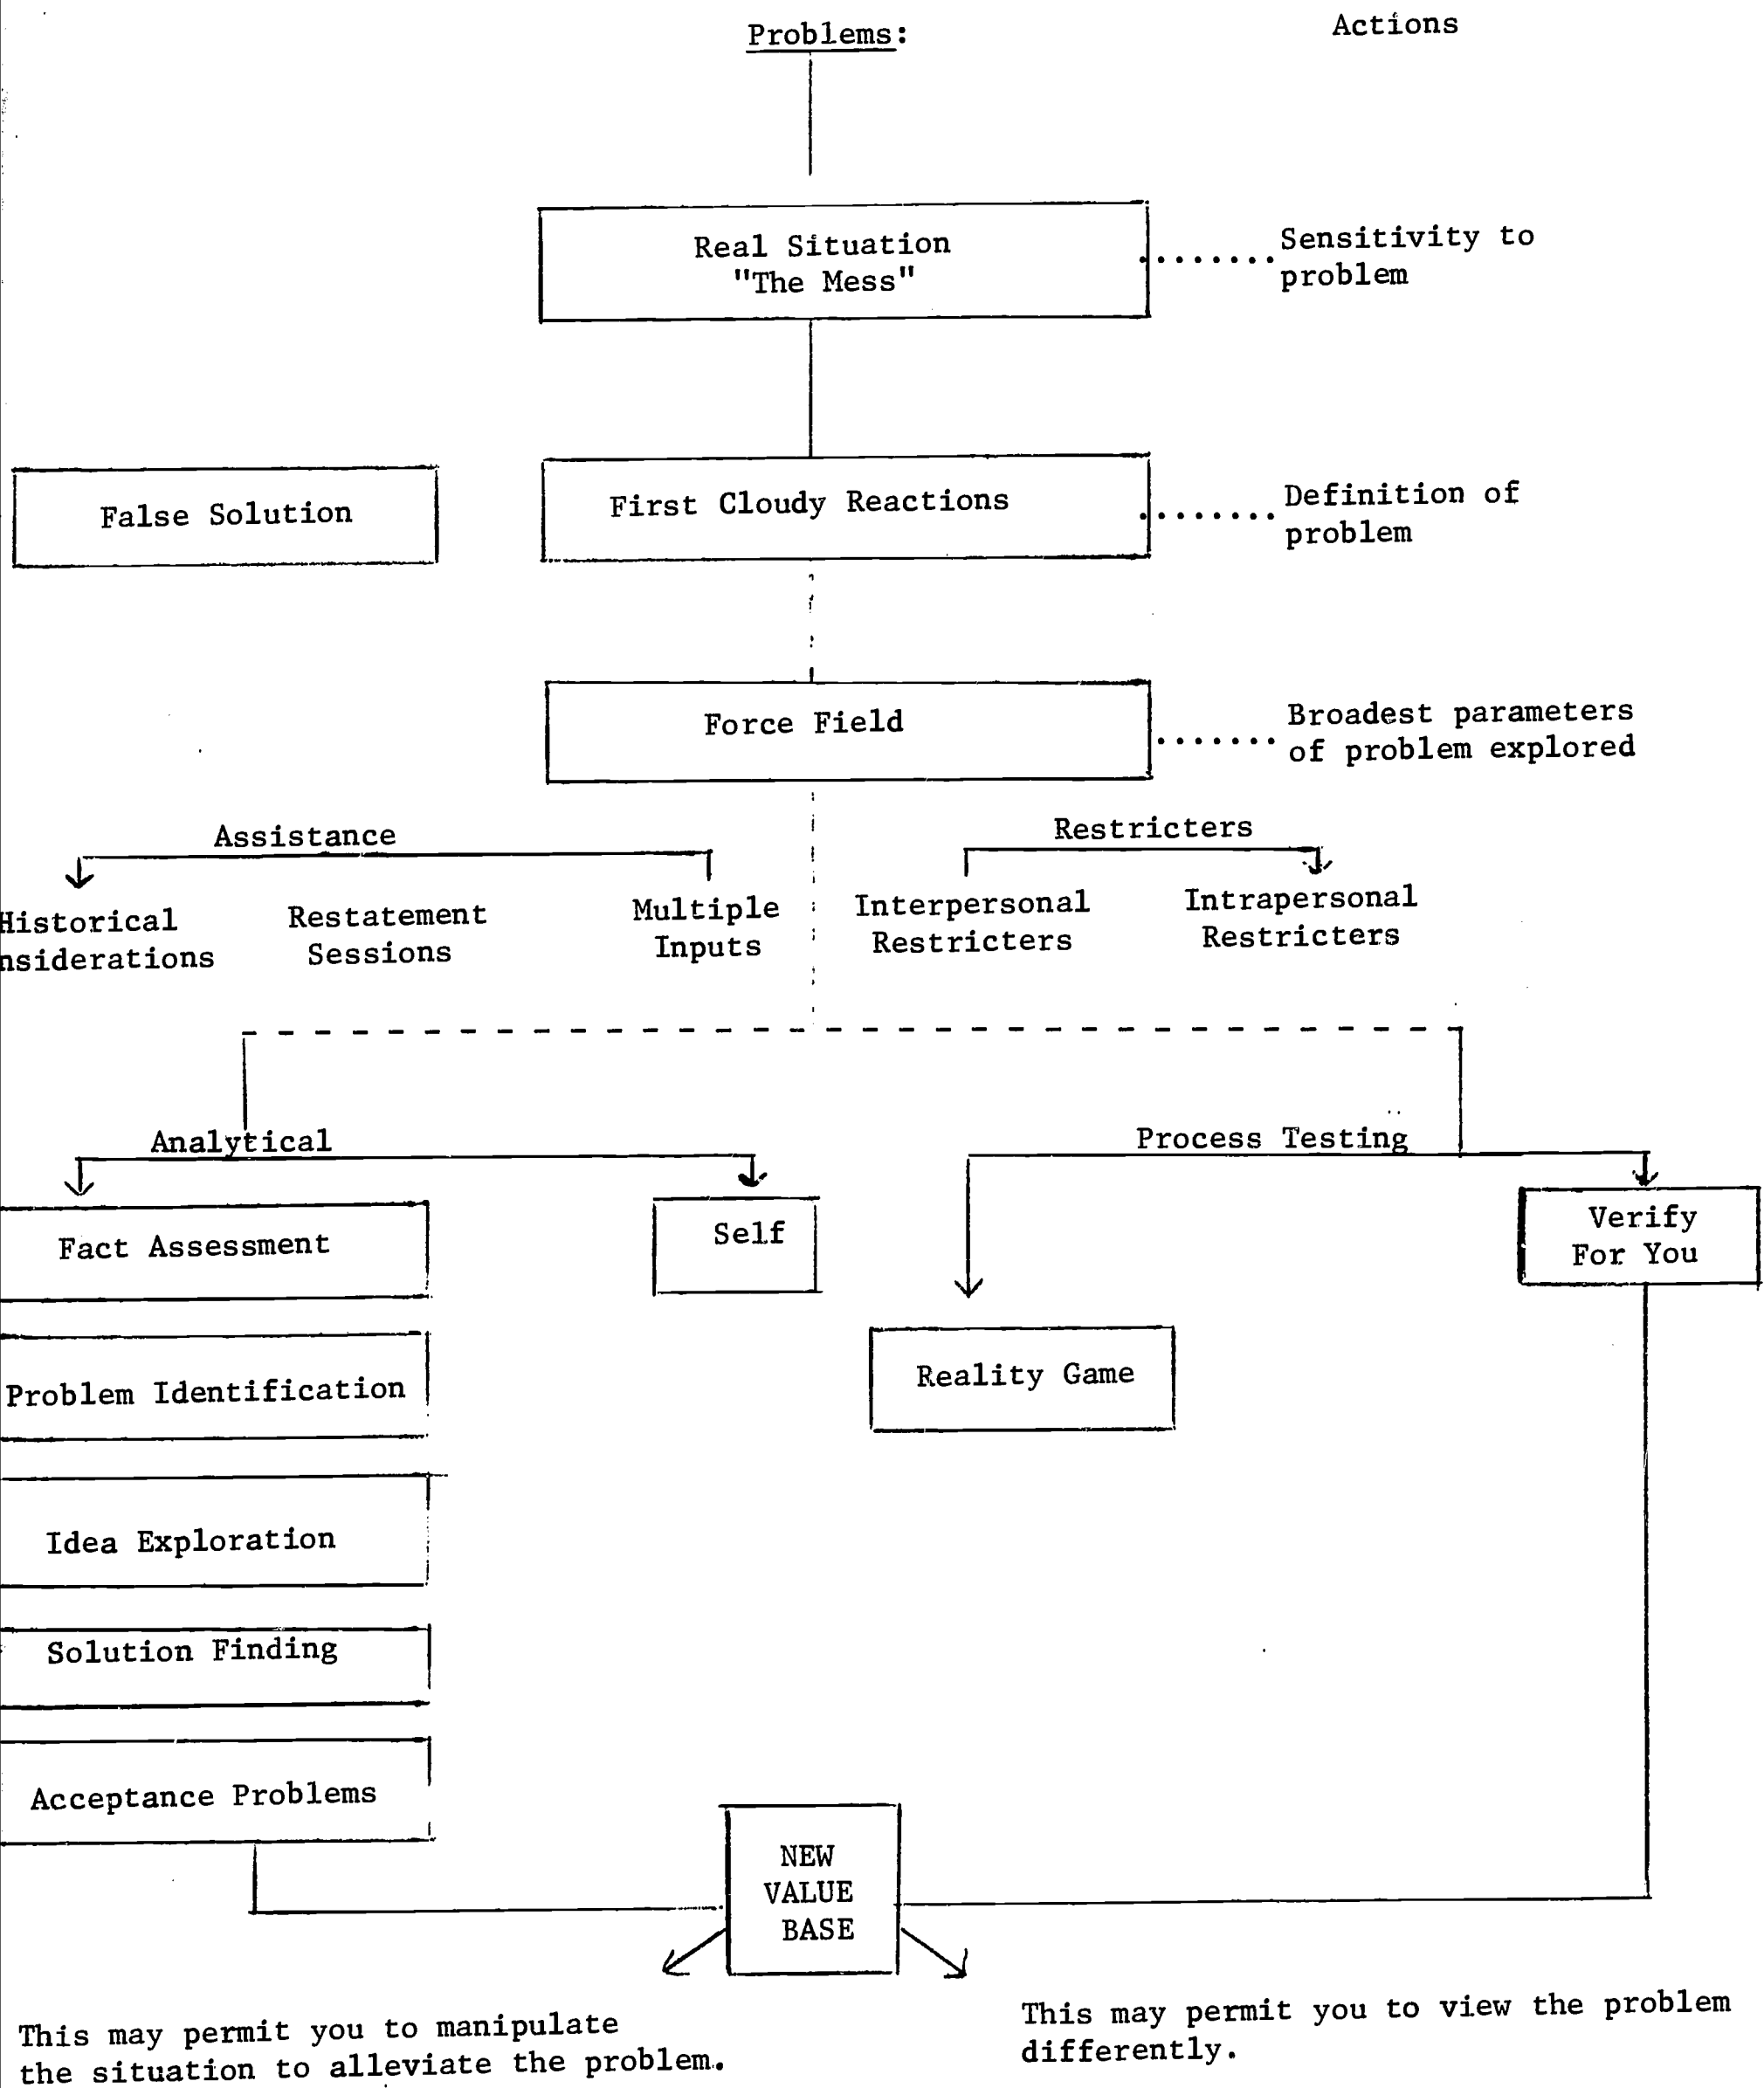 Problems:
Actions
Real Situation
"The Mess"
Sensitivity to
problem
False Solution
First Cloudy Reactions
Definition of
problem
Force Field
Broadest parameters
of problem explored
Assistance
Restricters
Historical
nsiderations
Restatement
Sessions
Multiple
Inputs
Interpersonal
Restricters
Intrapersonal
Restricters
Analytical
Process Testing
Fact Assessment
Self
Verify
For You
Reality Game
Problem Identification
Idea Exploration
Solution Finding
Acceptance Problems
NEW
VALUE
BASE
This may permit you to manipulate
the situation to alleviate the problem.
This may permit you to view the problem
differently.